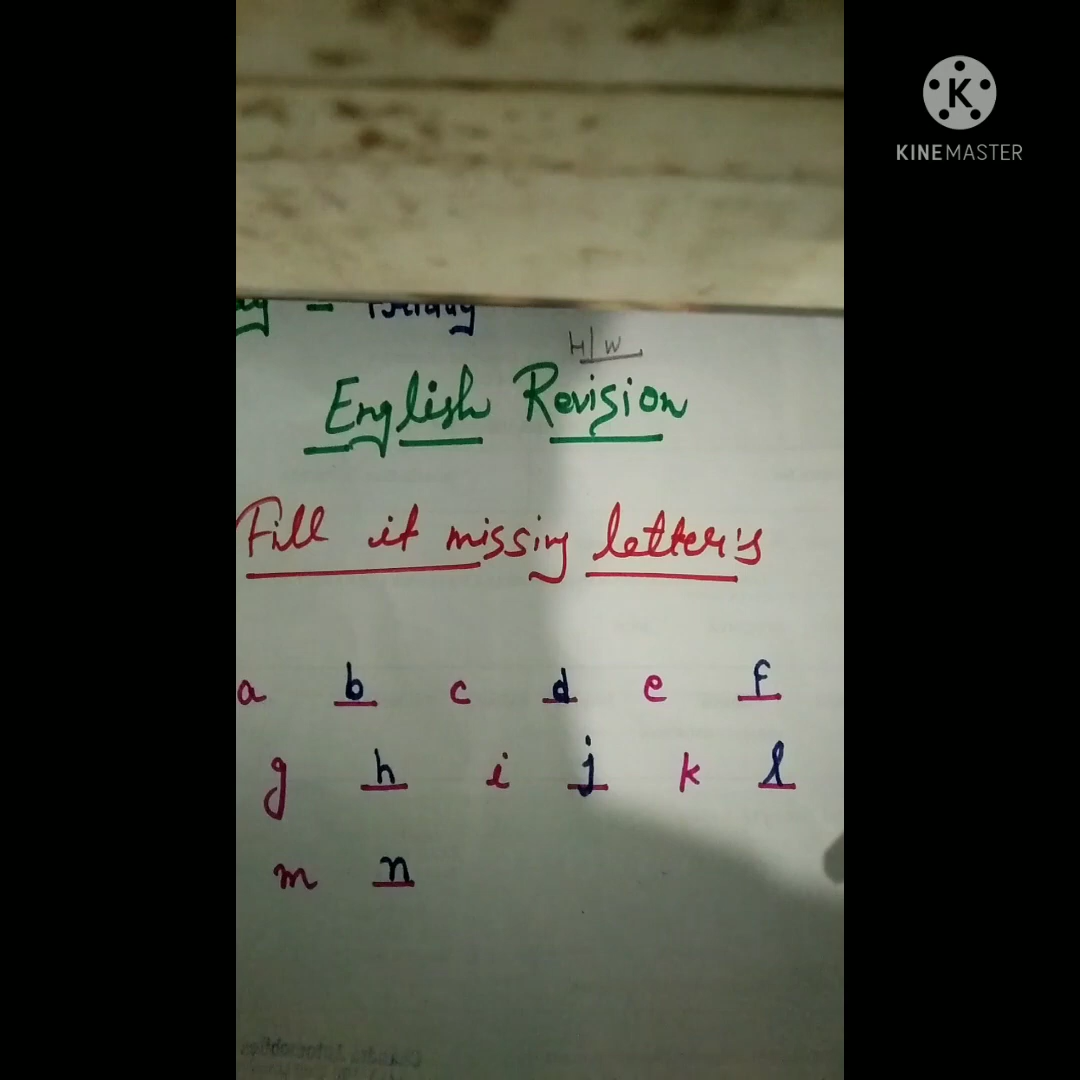 KINEMASTER
H/W
English Revision
Fill it missing letter's
a b c d e f
g h i j k l
m n